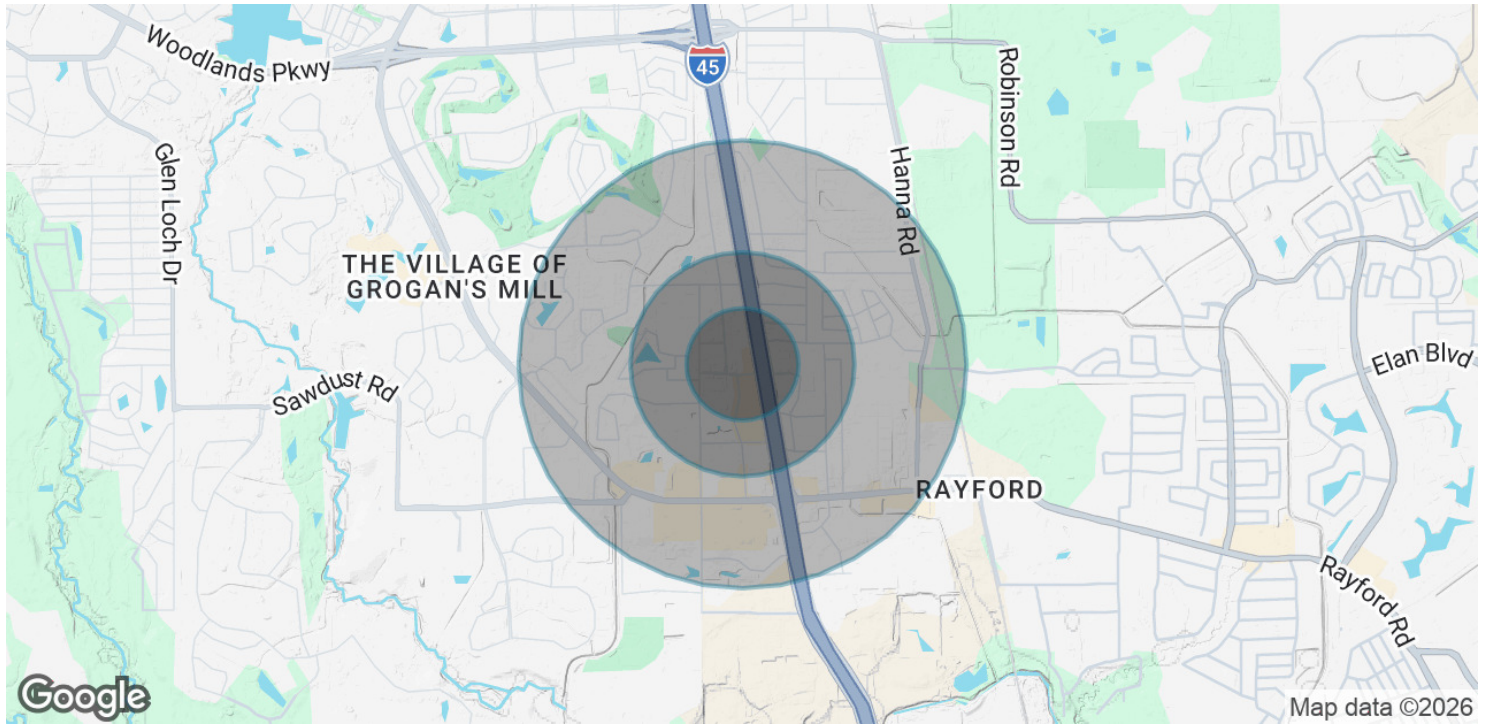 Woodlands Pkwy
45
Robinson Rd
Glen Loch Dr
Hanna Rd
THE VILLAGE OF
GROGAN'S MILL
Elan Blvd
Sawdust Rd
RAYFORD
Rayford Rd
Google
Map data ©2026